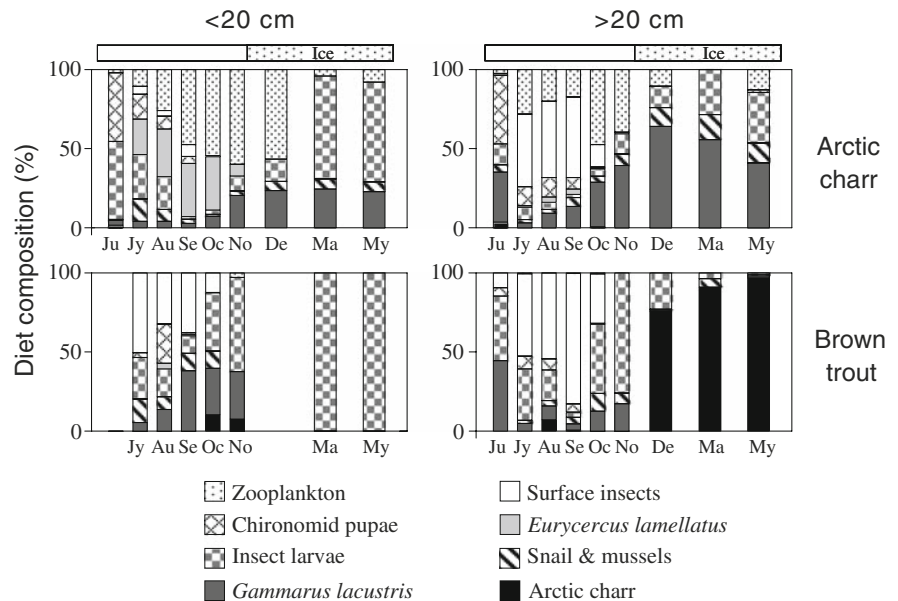 <20 cm >20 cm
Ice Ice
100 100
50 50
0 0
Ju Jy Au Se Oc No De Ma My Ju Jy Au Se Oc No De Ma My
Arctic
charr
Diet composition (%)
100 100
50 50
0 0
Jy Au Se Oc No Ma My Ju Jy Au Se Oc No De Ma My
Brown
trout
Zooplankton Surface insects
Chironomid pupae Eurycercus lamellatus
Insect larvae Snail & mussels
Gammarus lacustris Arctic charr